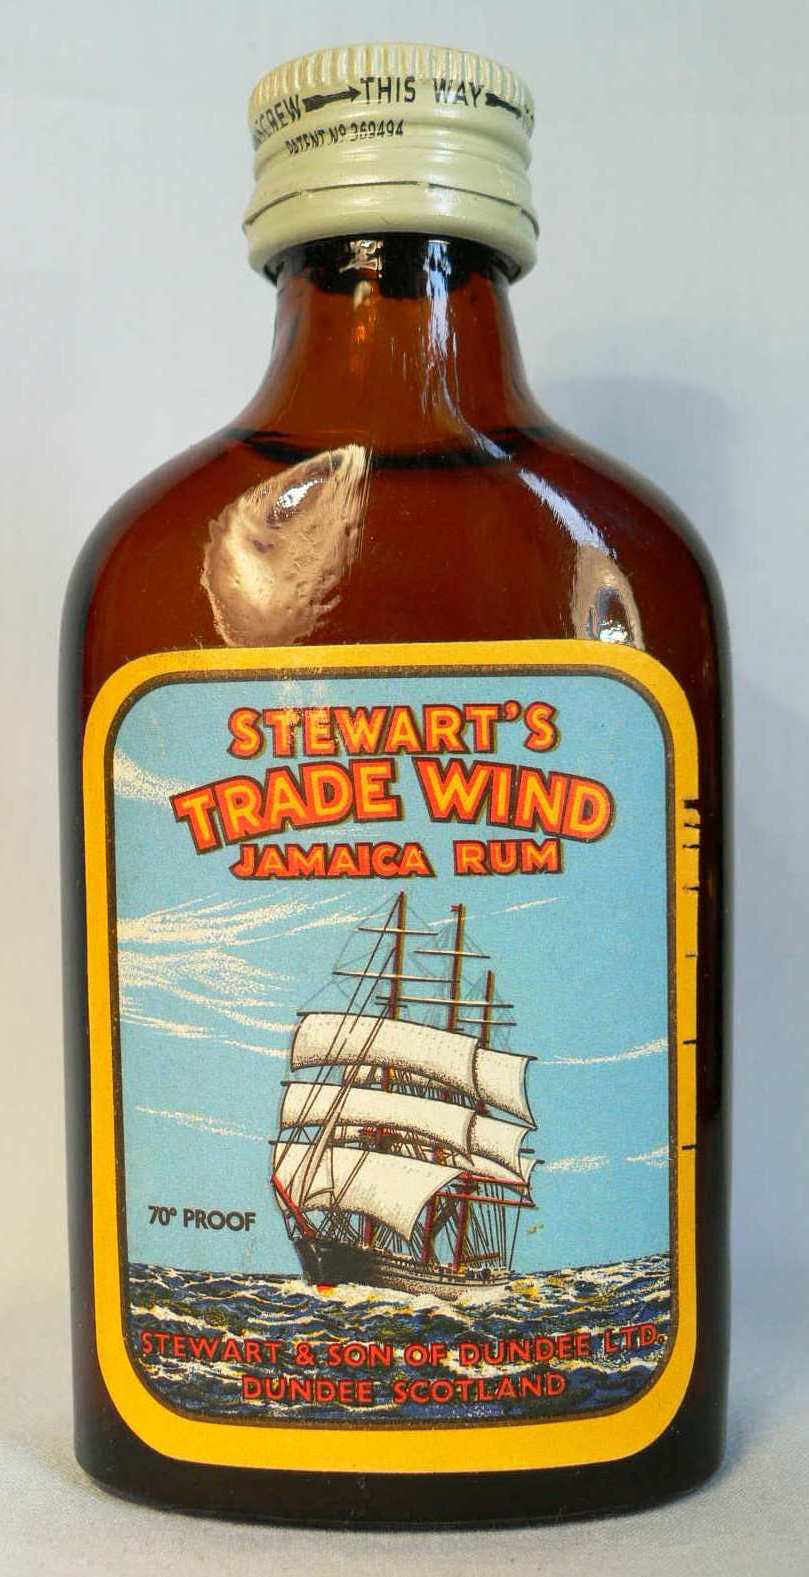 THIS WAY
PATENT Nº 369494
STEWART'S
TRADE WIND
JAMAICA RUM
70° PROOF
STEWART & SON OF DUNDEE LTD.
DUNDEE SCOTLAND